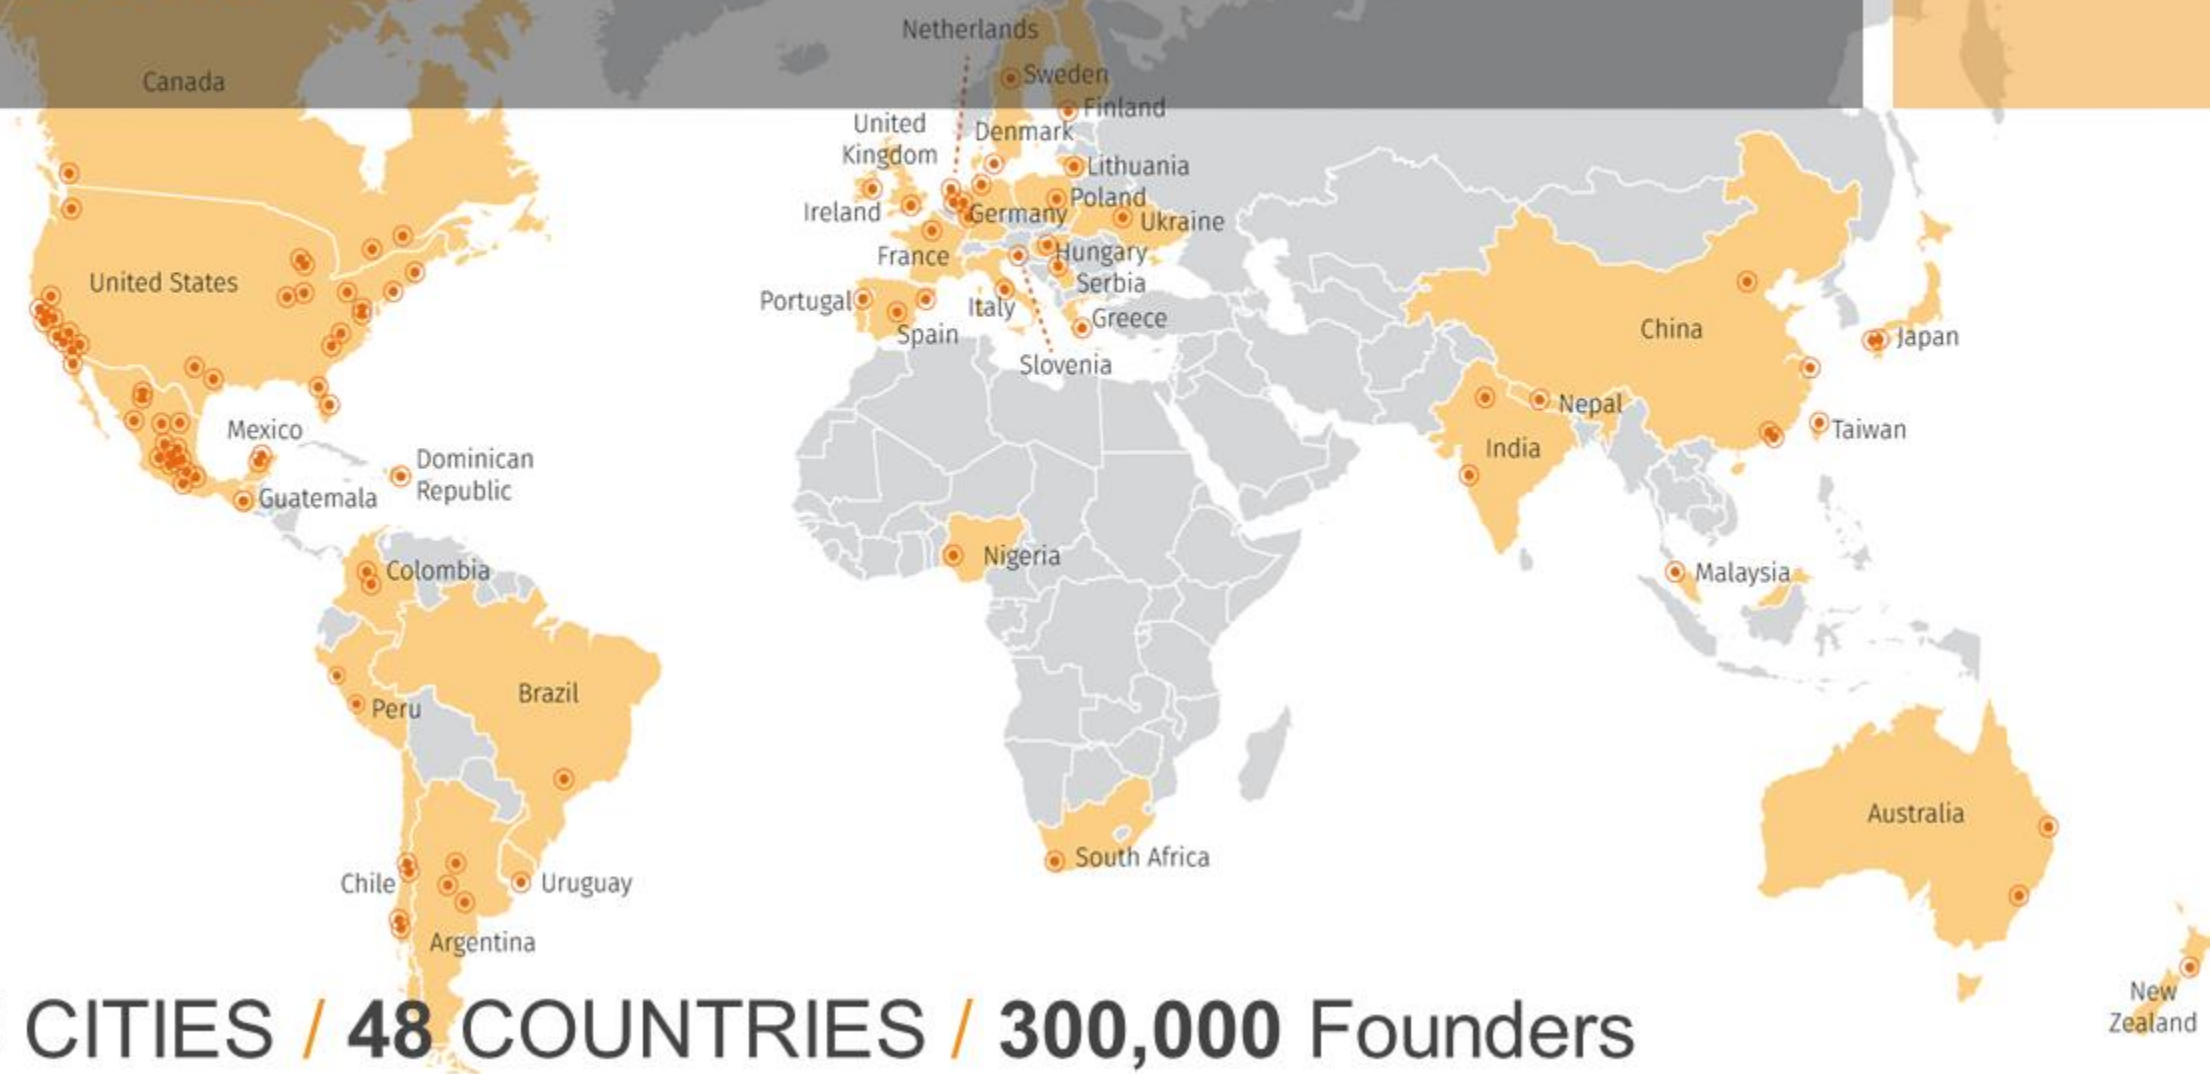 Netherlands
Canada
Sweden
Finland
United
Kingdom
Denmark
Lithuania
Poland
Ireland
Germany
Ukraine
France
Hungary
United States
Serbia
Portugal
Italy
Spain
Greece
Slovenia
China
Japan
Nepal
Mexico
Taiwan
India
Dominican
Republic
Guatemala
Nigeria
Colombia
Malaysia
Brazil
Peru
Australia
South Africa
Chile
Uruguay
Argentina
New
Zealand
CITIES / 48 COUNTRIES / 300,000 Founders